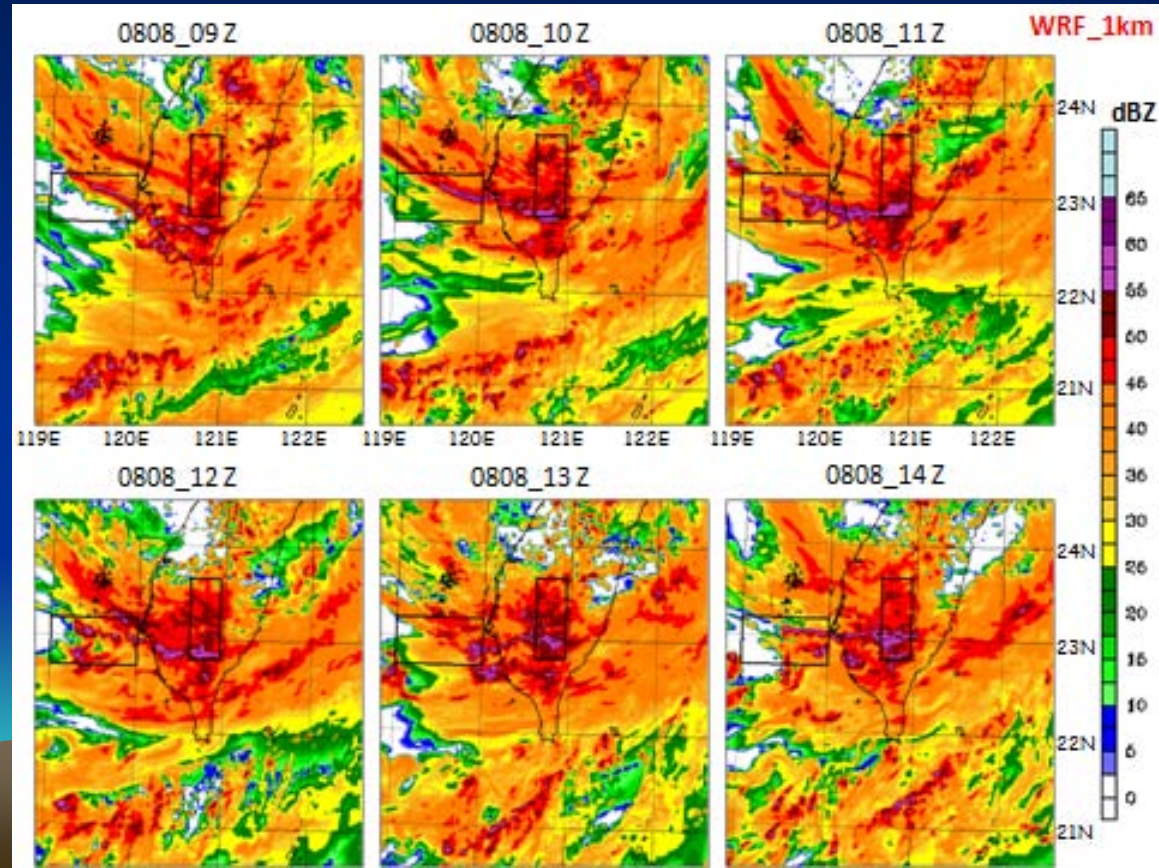 0808_09 Z 0808_10 Z 0808_11 Z WRF_1km
24N dBZ
65
23N 60
55
22N 50
45
21N 40
119E 120E 121E 122E 119E 120E 121E 122E 119E 120E 121E 122E
36
0808_12 Z 0808_13 Z 0808_14 Z
30
24N 25
20
23N 15
10
22N 5
0
21N